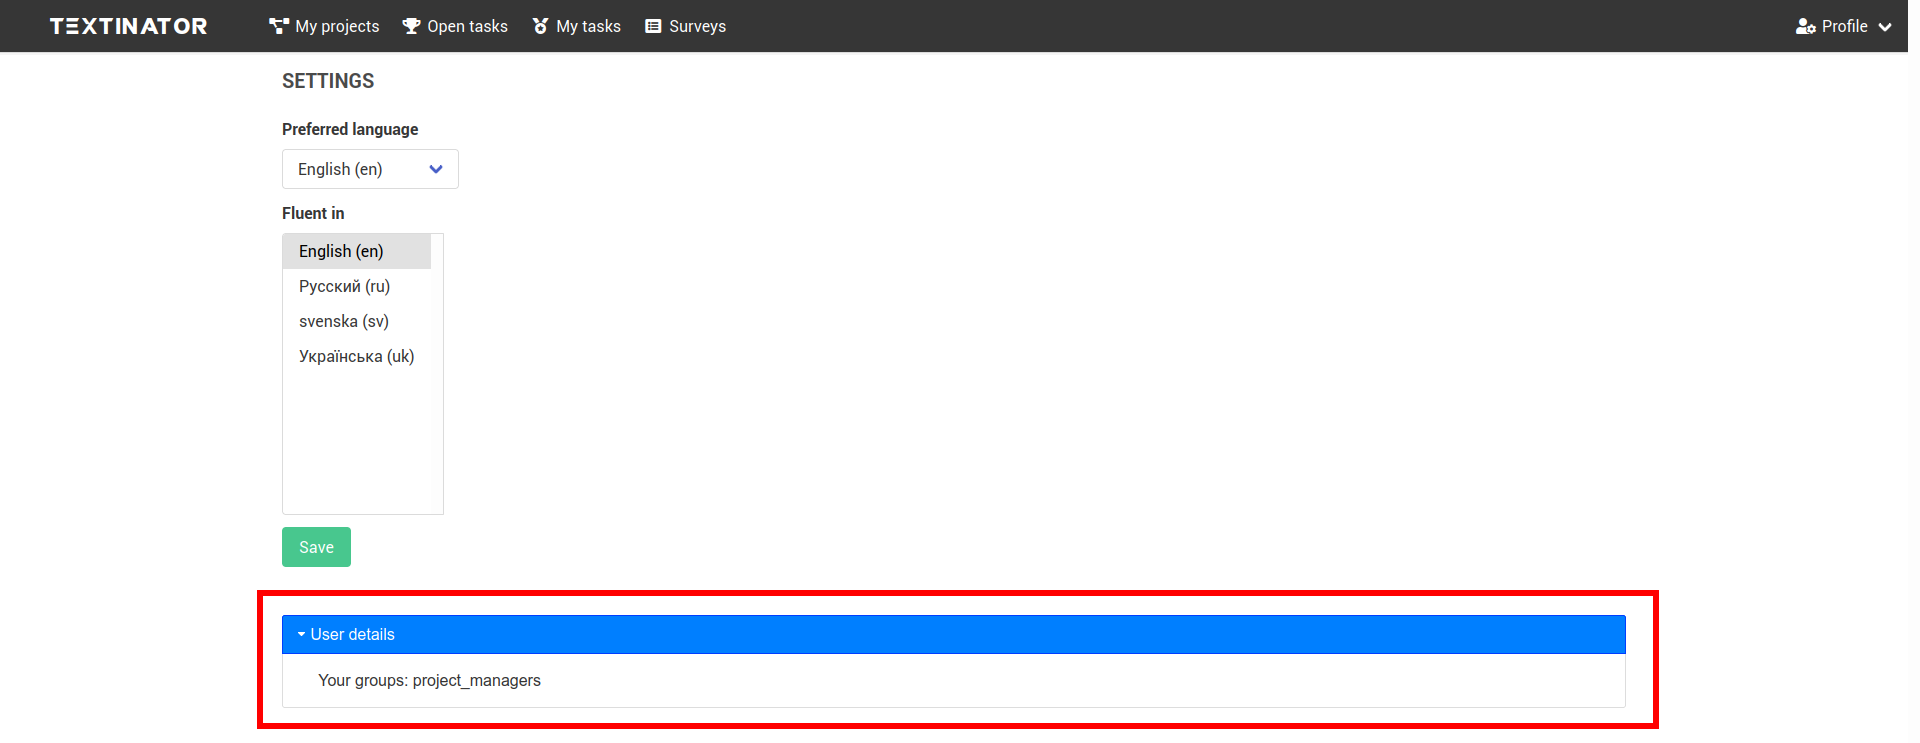 TEXTINATOR My projects Open tasks My tasks Surveys Profile
SETTINGS
Preferred language
English (en)
Fluent in
English (en)
Русский (ru)
svenska (sv)
Українська (uk)
Save
User details
Your groups: project_managers